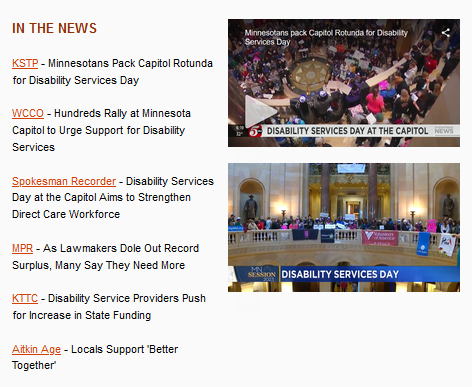 IN THE NEWS
KSTP - Minnesotans Pack Capitol Rotunda
for Disability Services Day
WCCO - Hundreds Rally at Minnesota
Capitol to Urge Support for Disability
Services
Spokesman Recorder - Disability Services
Day at the Capitol Aims to Strengthen
Direct Care Workforce
MPR - As Lawmakers Dole Out Record
Surplus, Many Say They Need More
KTTC - Disability Service Providers Push
for Increase in State Funding
Aitkin Age - Locals Support 'Better
Together'
Minnesotans pack Capitol Rotunda for Disability
Services Day
5
DISABILITY SERVICES DAY AT THE CAPITOL
NEWS
Volunteers
of America
MN
SESSION
2023
DISABILITY SERVICES DAY